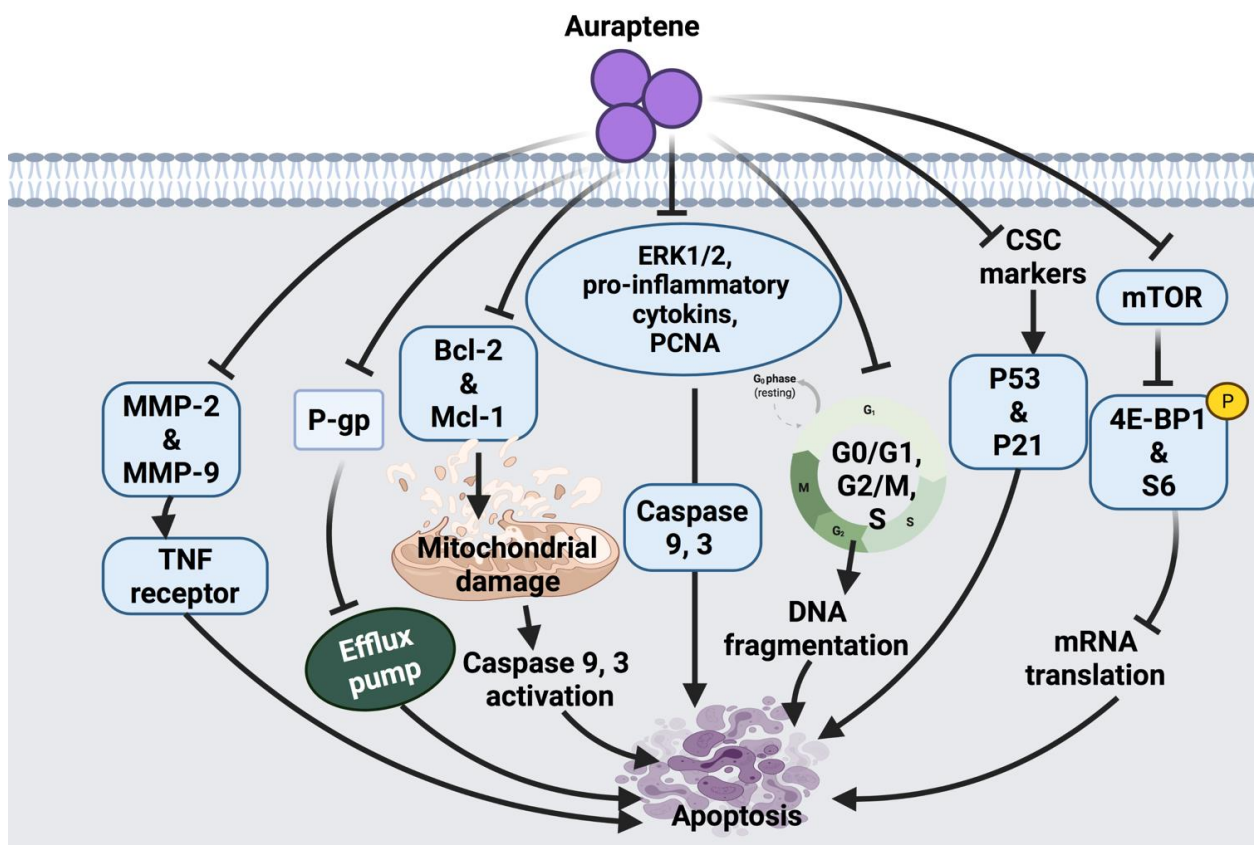 Auraptene
MMP-2
&
MMP-9
TNF
receptor
P-gp
Efflux
pump
Bcl-2
&
Mcl-1
Mitochondrial
damage
Caspase 9, 3
activation
ERK1/2,
pro-inflammatory
cytokins,
PCNA
Caspase
9, 3
G₀ phase
(resting)
G₁
G0/G1,
G2/M,
S
M
S
G₂
DNA
fragmentation
CSC
markers
P53
&
P21
mTOR
P
4E-BP1
&
S6
mRNA
translation
Apoptosis